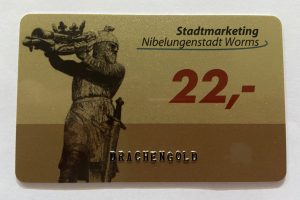 Stadtmarketing
Nibelungenstadt Worms
22,-
DRACHENGOLD